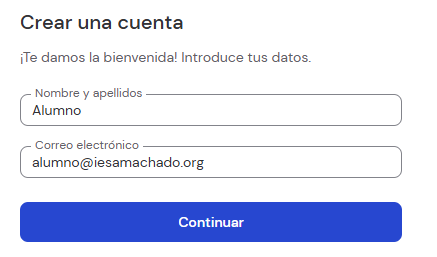 Crear una cuenta
¡Te damos la bienvenida! Introduce tus datos.
Nombre y apellidos
Alumno
Correo electrónico
alumno@iesamachado.org
Continuar